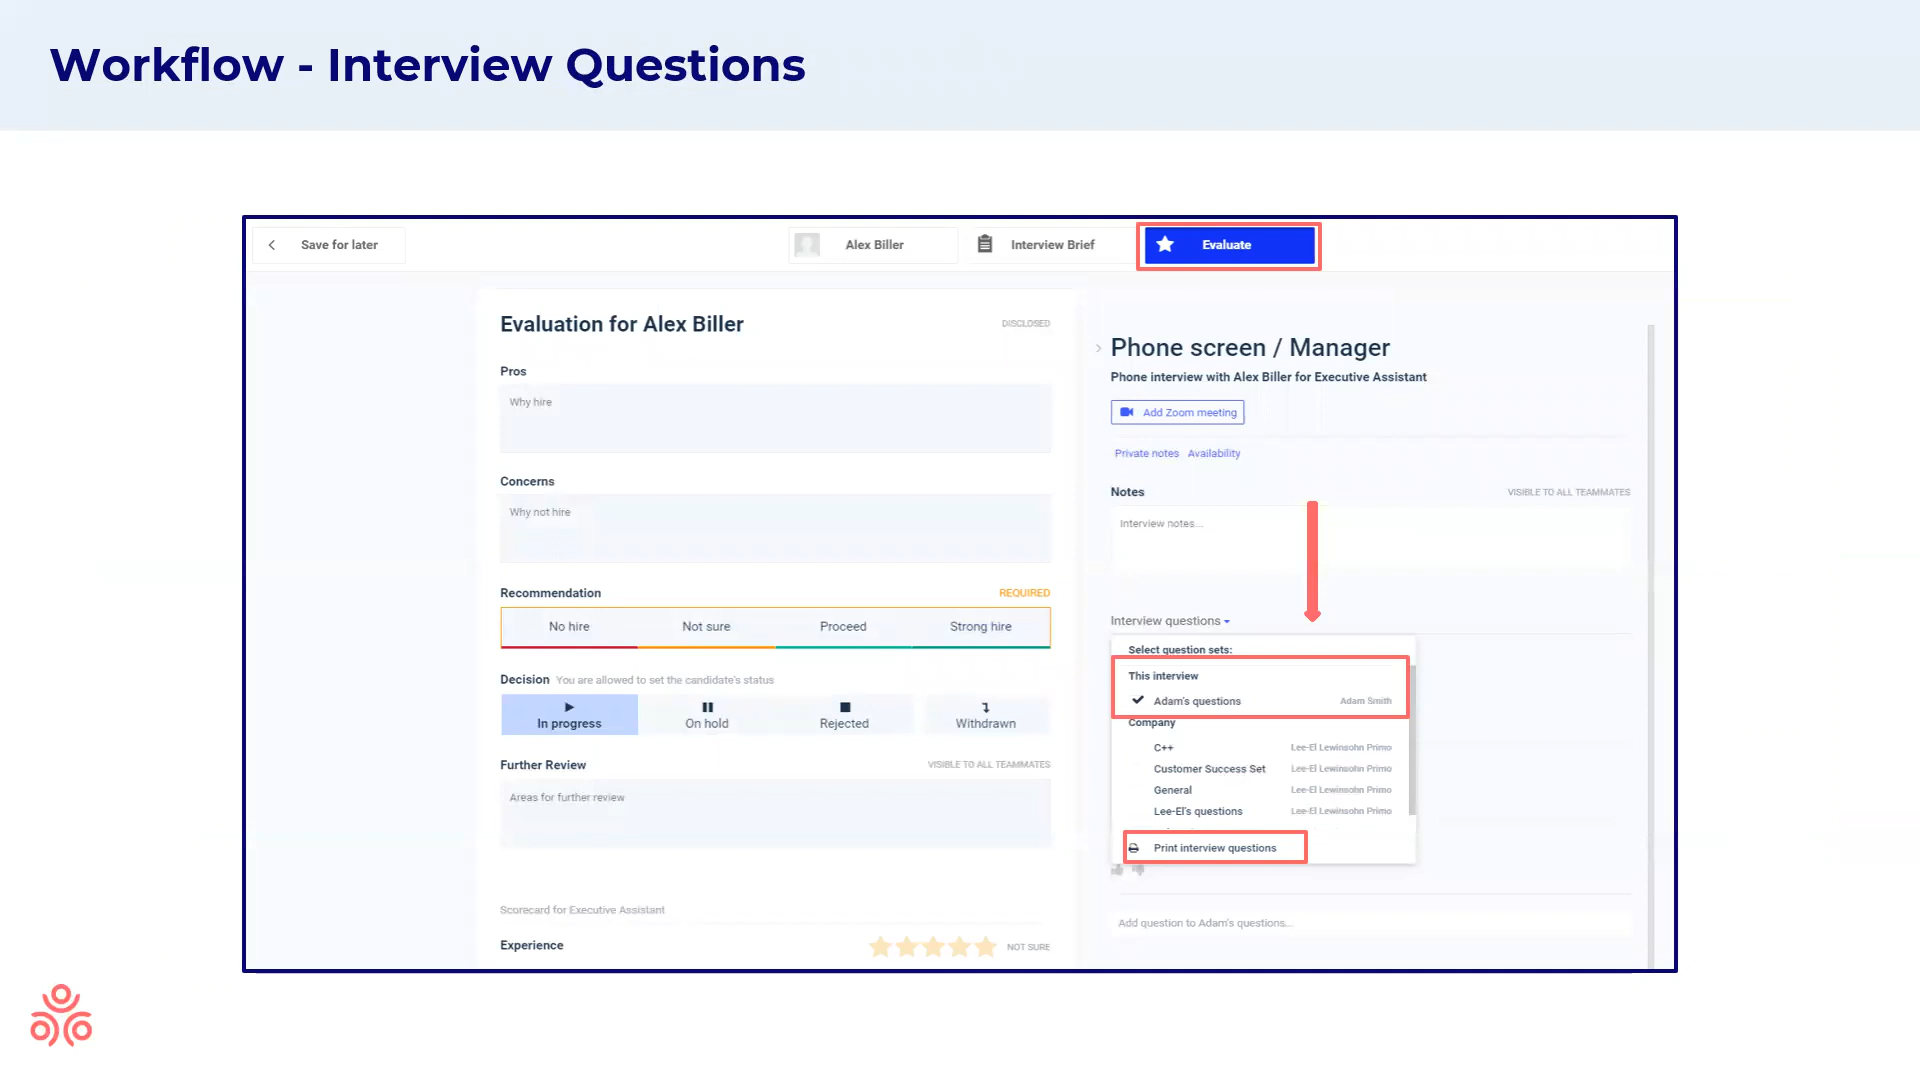 Workflow - Interview Questions
Save for later
Alex Biller
Interview Brief
Evaluate
Evaluation for Alex Biller
DISCLOSED
Pros
Why hire
Concerns
Why not hire
Recommendation
REQUIRED
No hire
Not sure
Proceed
Strong hire
Decision You are allowed to set the candidate's status
In progress
On hold
Rejected
Withdrawn
Further Review
VISIBLE TO ALL TEAMMATES
Areas for further review
Scorecard for Executive Assistant
Experience
NOT SURE
Phone screen / Manager
Phone interview with Alex Biller for Executive Assistant
Add Zoom meeting
Private notes Availability
Notes
VISIBLE TO ALL TEAMMATES
Interview notes...
Interview questions
Select question sets:
This interview
Adam's questions Adam Smith
Company
C++ Lee-El Lewinsohn Primo
Customer Success Set Lee-El Lewinsohn Primo
General Lee-El Lewinsohn Primo
Lee-El's questions Lee-El Lewinsohn Primo
Print interview questions
Add question to Adam's questions...